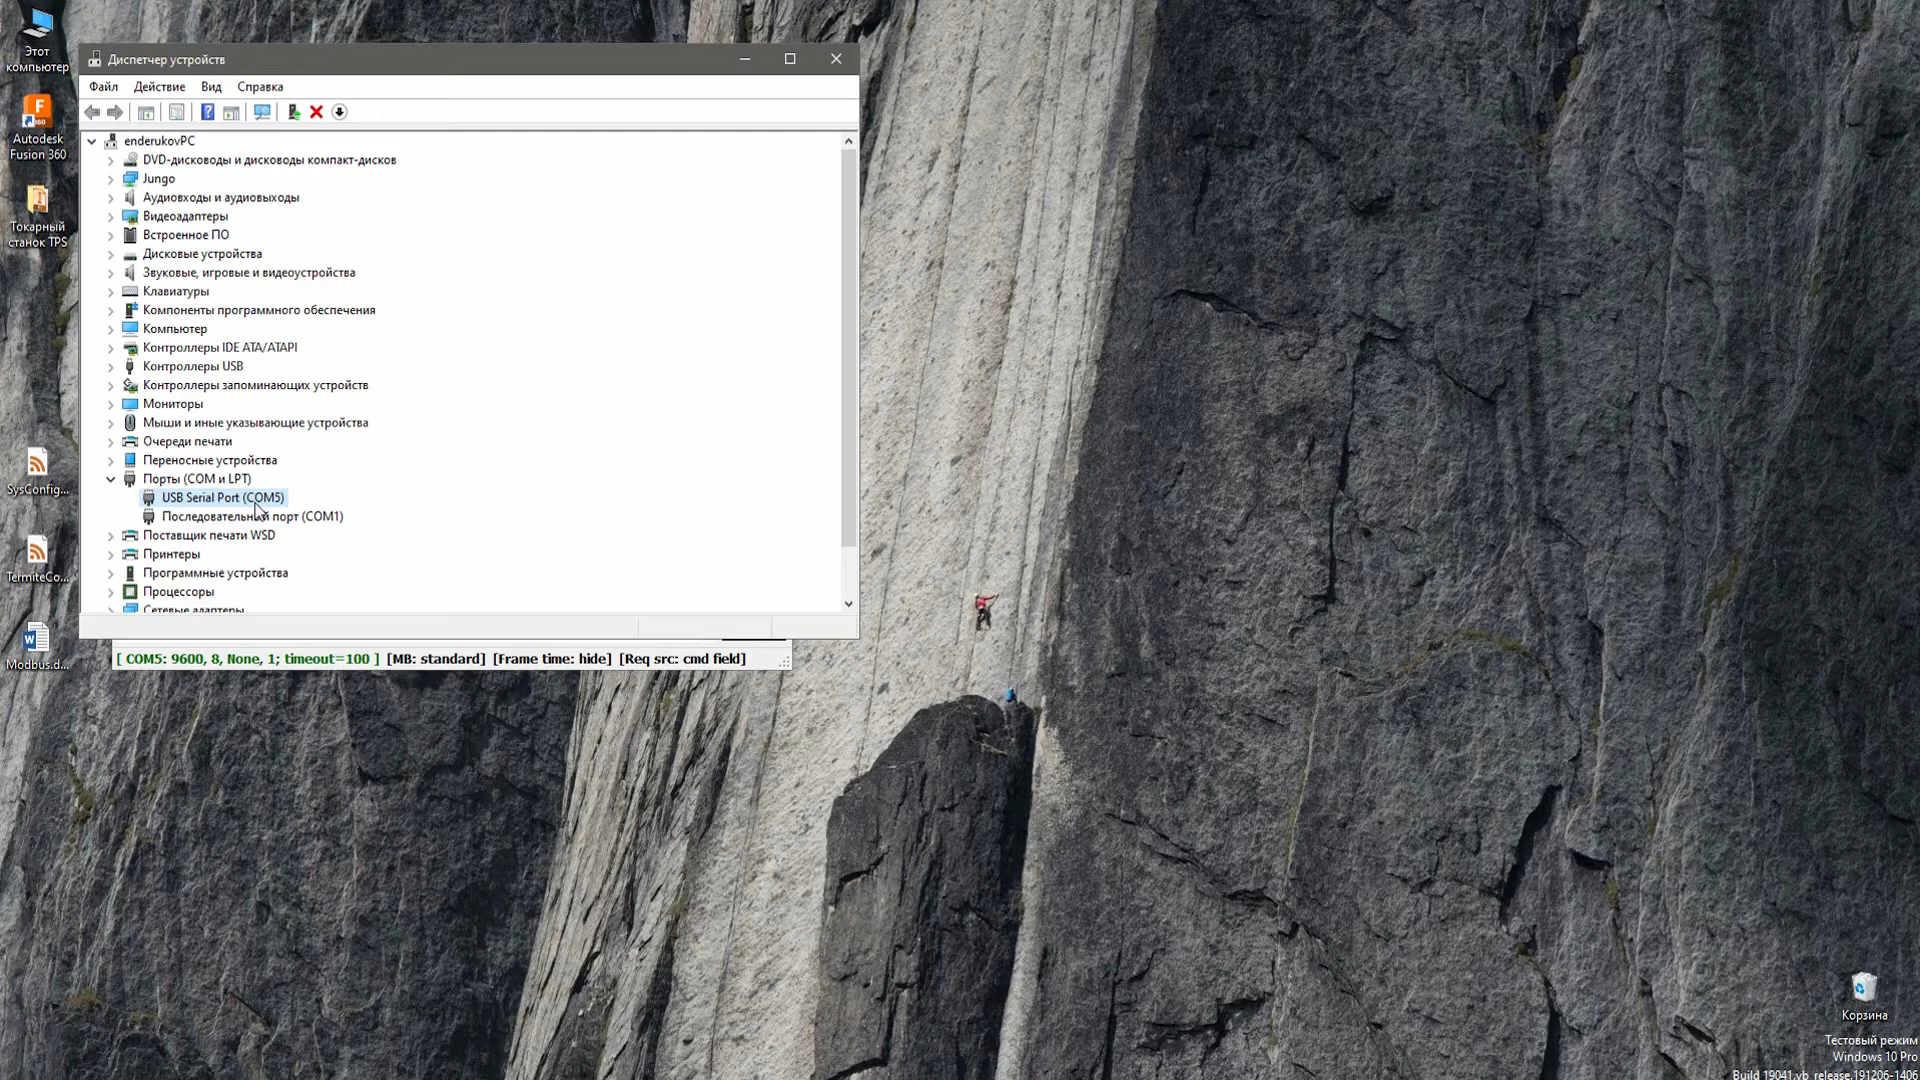 Этот
компьютер
Autodesk
Fusion 360
Токарный
станок TPS
SysConfig...
TermiteCo...
Modbus.d...
Диспетчер устройств
Файл Действие Вид Справка
enderukovPC
DVD-дисководы и дисководы компакт-дисков
Jungo
Аудиовходы и аудиовыходы
Видеоадаптеры
Встроенное ПО
Дисковые устройства
Звуковые, игровые и видеоустройства
Клавиатуры
Компоненты программного обеспечения
Компьютер
Контроллеры IDE ATA/ATAPI
Контроллеры USB
Контроллеры запоминающих устройств
Мониторы
Мыши и иные указывающие устройства
Очереди печати
Переносные устройства
Порты (COM и LPT)
USB Serial Port (COM5)
Последовательный порт (COM1)
Поставщик печати WSD
Принтеры
Программные устройства
Процессоры
Сетевые адаптеры
[ COM5: 9600, 8, None, 1; timeout=100 ] [MB: standard] [Frame time: hide] [Req src: cmd field]
Корзина
Тестовый режим
Windows 10 Pro
Build 19041.vb_release.191206-1406